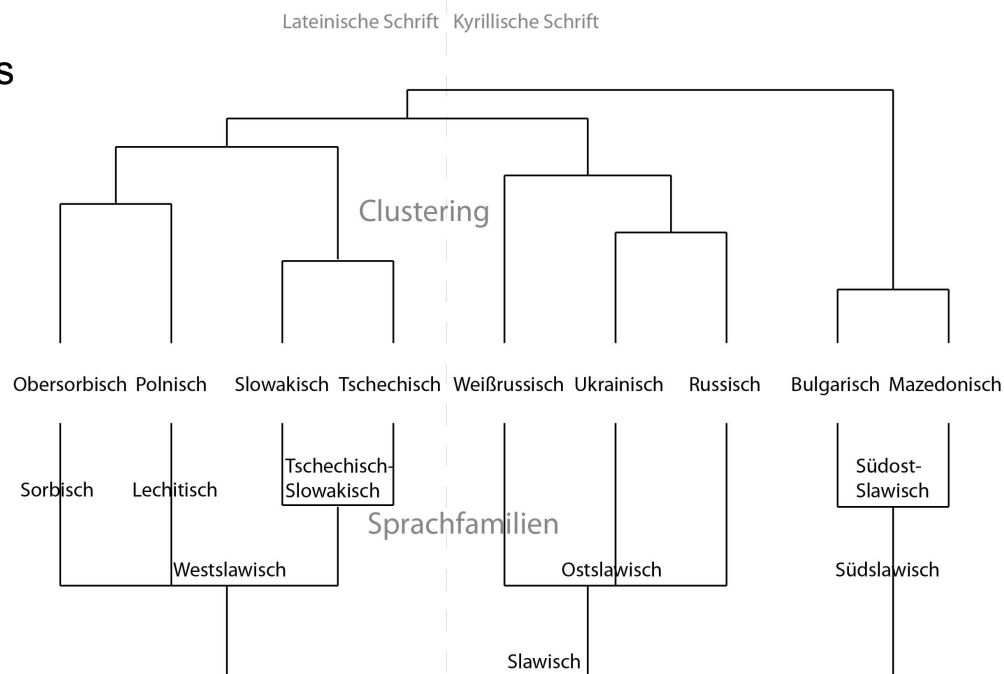 Lateinische Schrift Kyrillische Schrift
s
Clustering
Obersorbisch Polnisch Slowakisch Tschechisch Weißrussisch Ukrainisch Russisch Bulgarisch Mazedonisch
Tschechisch-
Slowakisch
Südost-
Slawisch
Sorbisch Lechitisch
Sprachfamilien
Westslawisch Ostslawisch Südslawisch
Slawisch